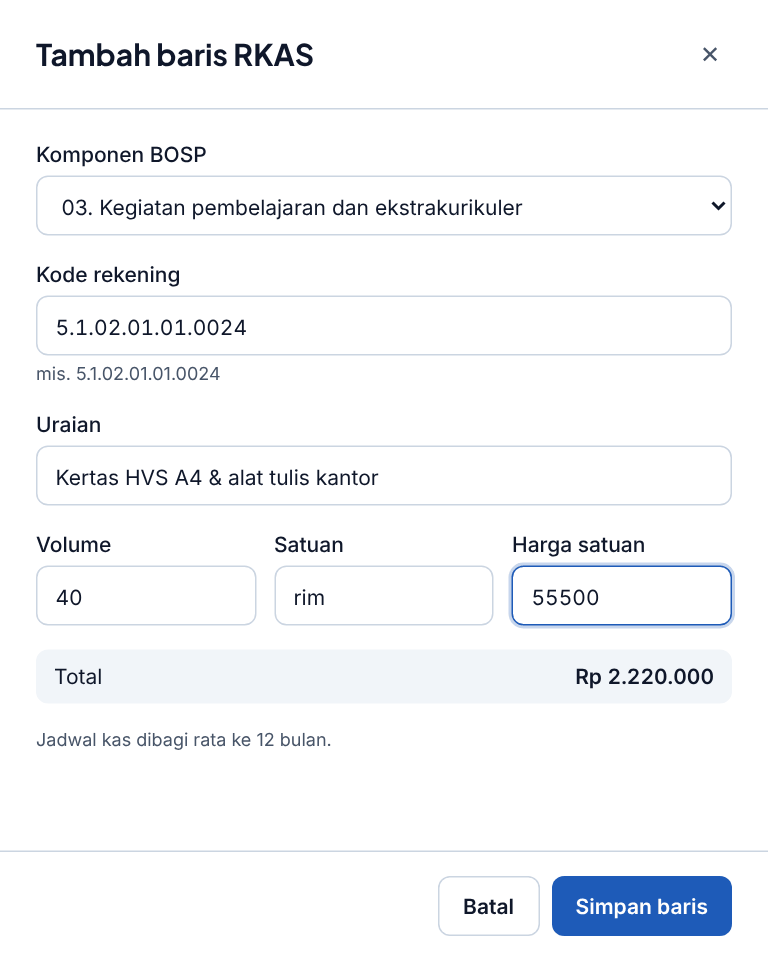 Tambah baris RKAS
Komponen BOSP
03. Kegiatan pembelajaran dan ekstrakurikuler
Kode rekening
5.1.02.01.01.0024
mis. 5.1.02.01.01.0024
Uraian
Kertas HVS A4 & alat tulis kantor
Volume Satuan Harga satuan
40 rim 55500
Total Rp 2.220.000
Jadwal kas dibagi rata ke 12 bulan.
Batal Simpan baris